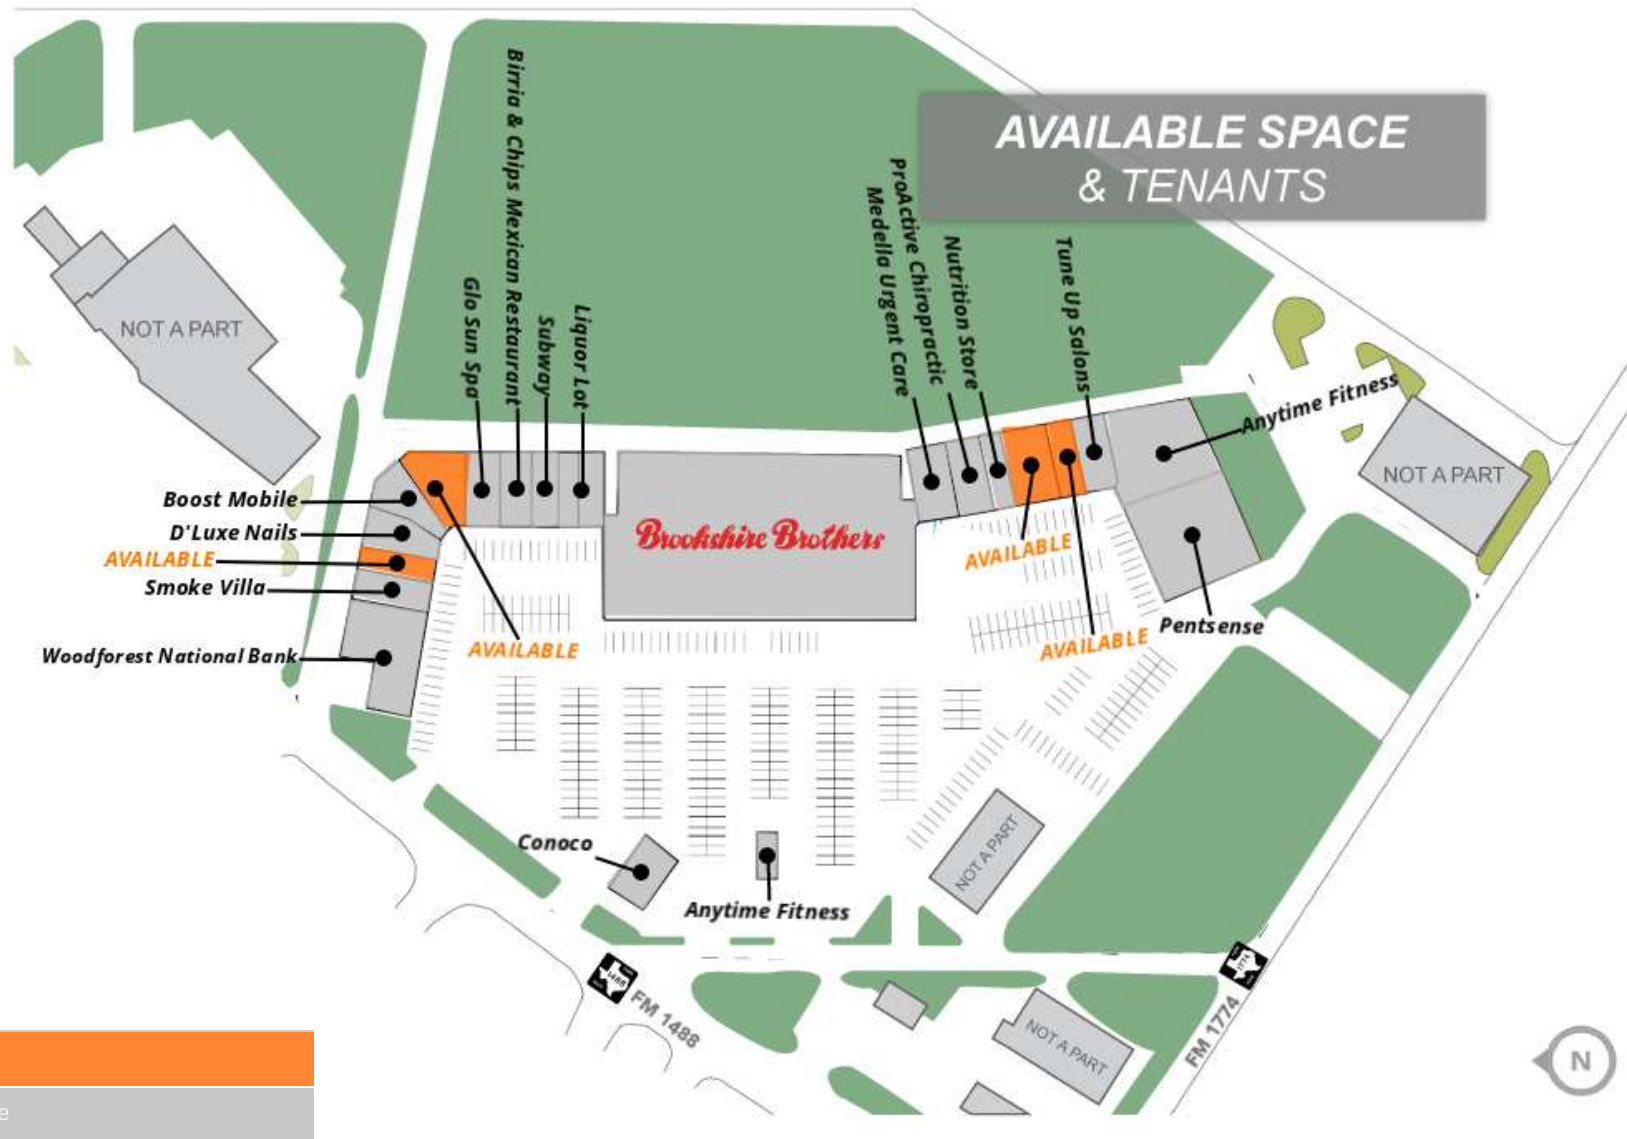 AVAILABLE SPACE
& TENANTS
Birria & Chips Mexican Restaurant
Glo Sun Spa
Subway
Liquor Lot
Medella Urgent Care
ProActive Chiropractic
Nutrition Store
Tune Up Salons
Anytime Fitness
NOT A PART
NOT A PART
Boost Mobile
D'Luxe Nails
AVAILABLE
Smoke Villa
Woodforest National Bank
AVAILABLE
Brookshire Brothers
AVAILABLE
AVAILABLE
Pentsense
Conoco
Anytime Fitness
NOT A PART
1488
FM 1488
1774
FM 1774
NOT A PART
N
e